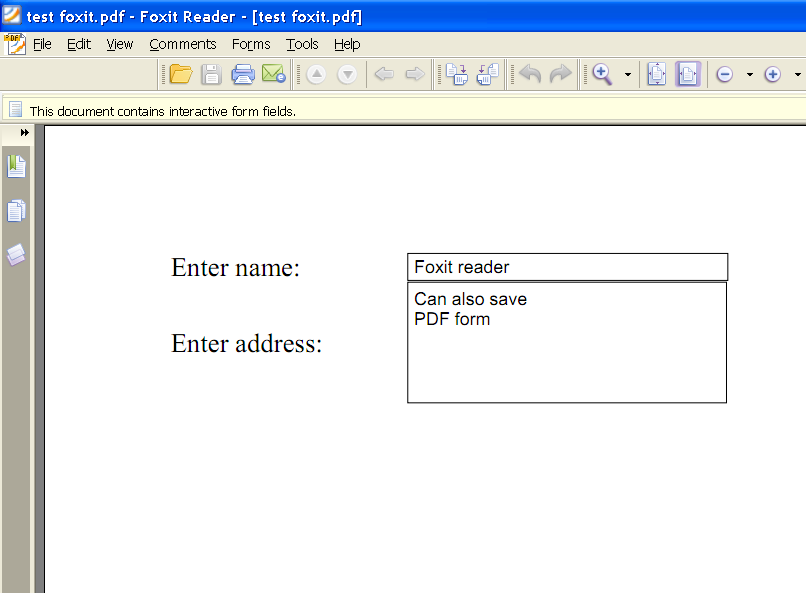 test foxit.pdf - Foxit Reader - [test foxit.pdf]
File Edit View Comments Forms Tools Help
This document contains interactive form fields.
Enter name: Foxit reader
Can also save
PDF form
Enter address: